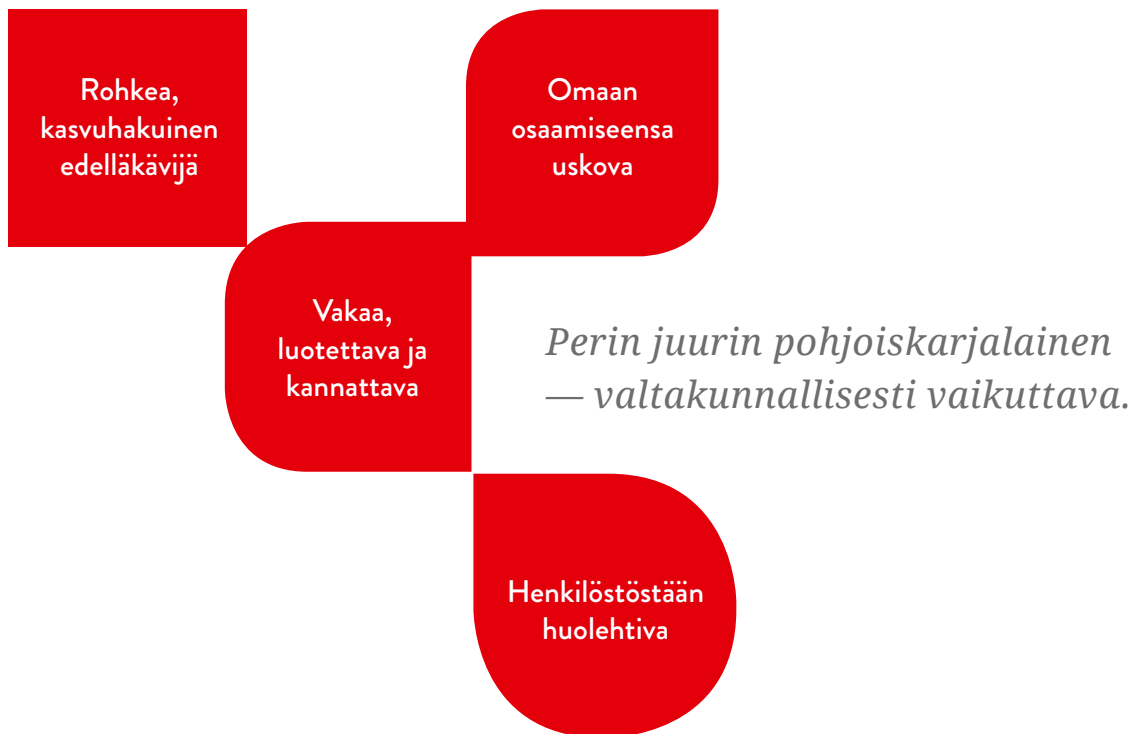 Rohkea,
kasvuhakuinen
edelläkävijä
Omaan
osaamiseensa
uskova
Vakaa,
luotettava ja
kannattava
Perin juurin pohjoiskarjalainen
— valtakunnallisesti vaikuttava.
Henkilöstöstään
huolehtiva